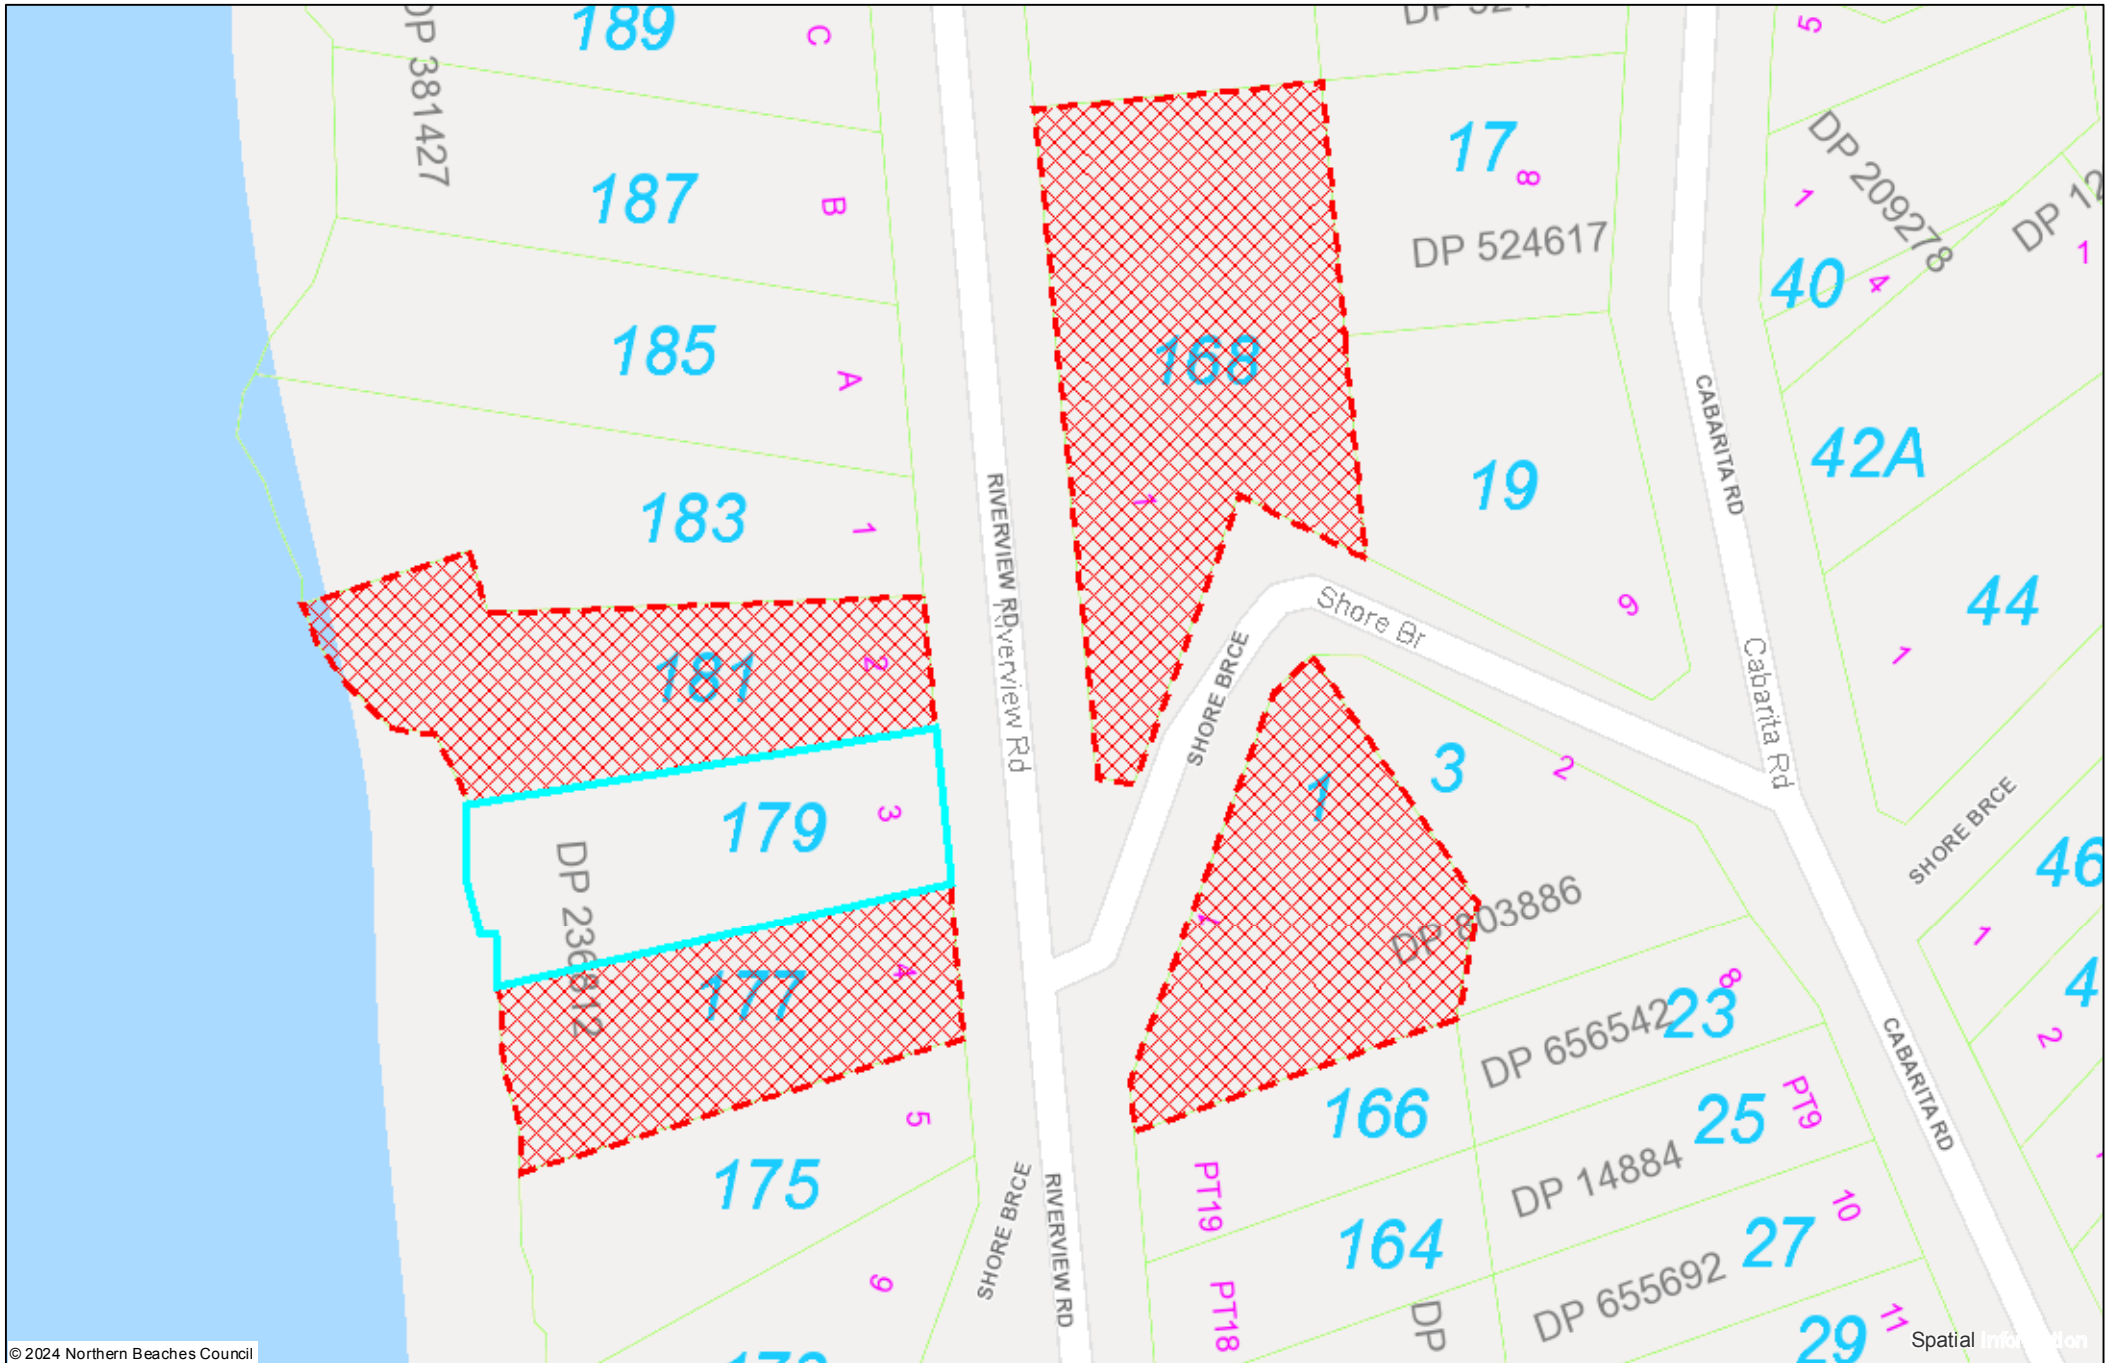 189
C
5
DP 381427
17
8
DP 209278
187
B
1
DP 524617
1
40
4
185
A
168
CABARITA RD
42A
183
1
1
19
RIVERVIEW RD
Shore Br
9
44
181
2
Riverview Rd
SHORE BRCE
Cabarita Rd
1
1
3
2
179
3
SHORE BRCE
46
DP 236812
1
DP 803886
1
177
4
8
23
DP 656542
2
CABARITA RD
5
166
25
PT9
175
PT19
DP 14884
SHORE BRCE
RIVERVIEW RD
164
27
10
PT18
DP
DP 655692
11
29
Spatial Information
© 2024 Northern Beaches Council